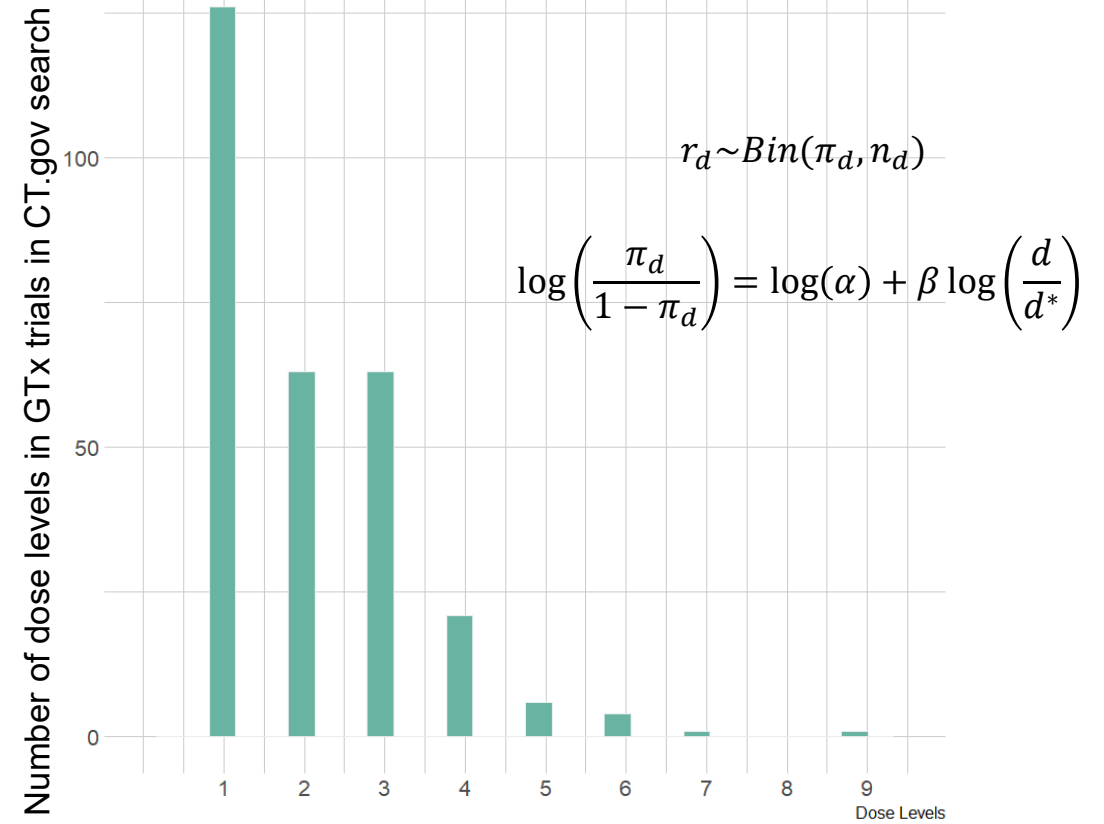 Number of dose levels in GTx trials in CT.gov search
100
50
0
r_d~Bin(π_d, n_d)
log(π_d/(1 − π_d)) = log(α) + β log(d/d*)
1 2 3 4 5 6 7 8 9
Dose Levels